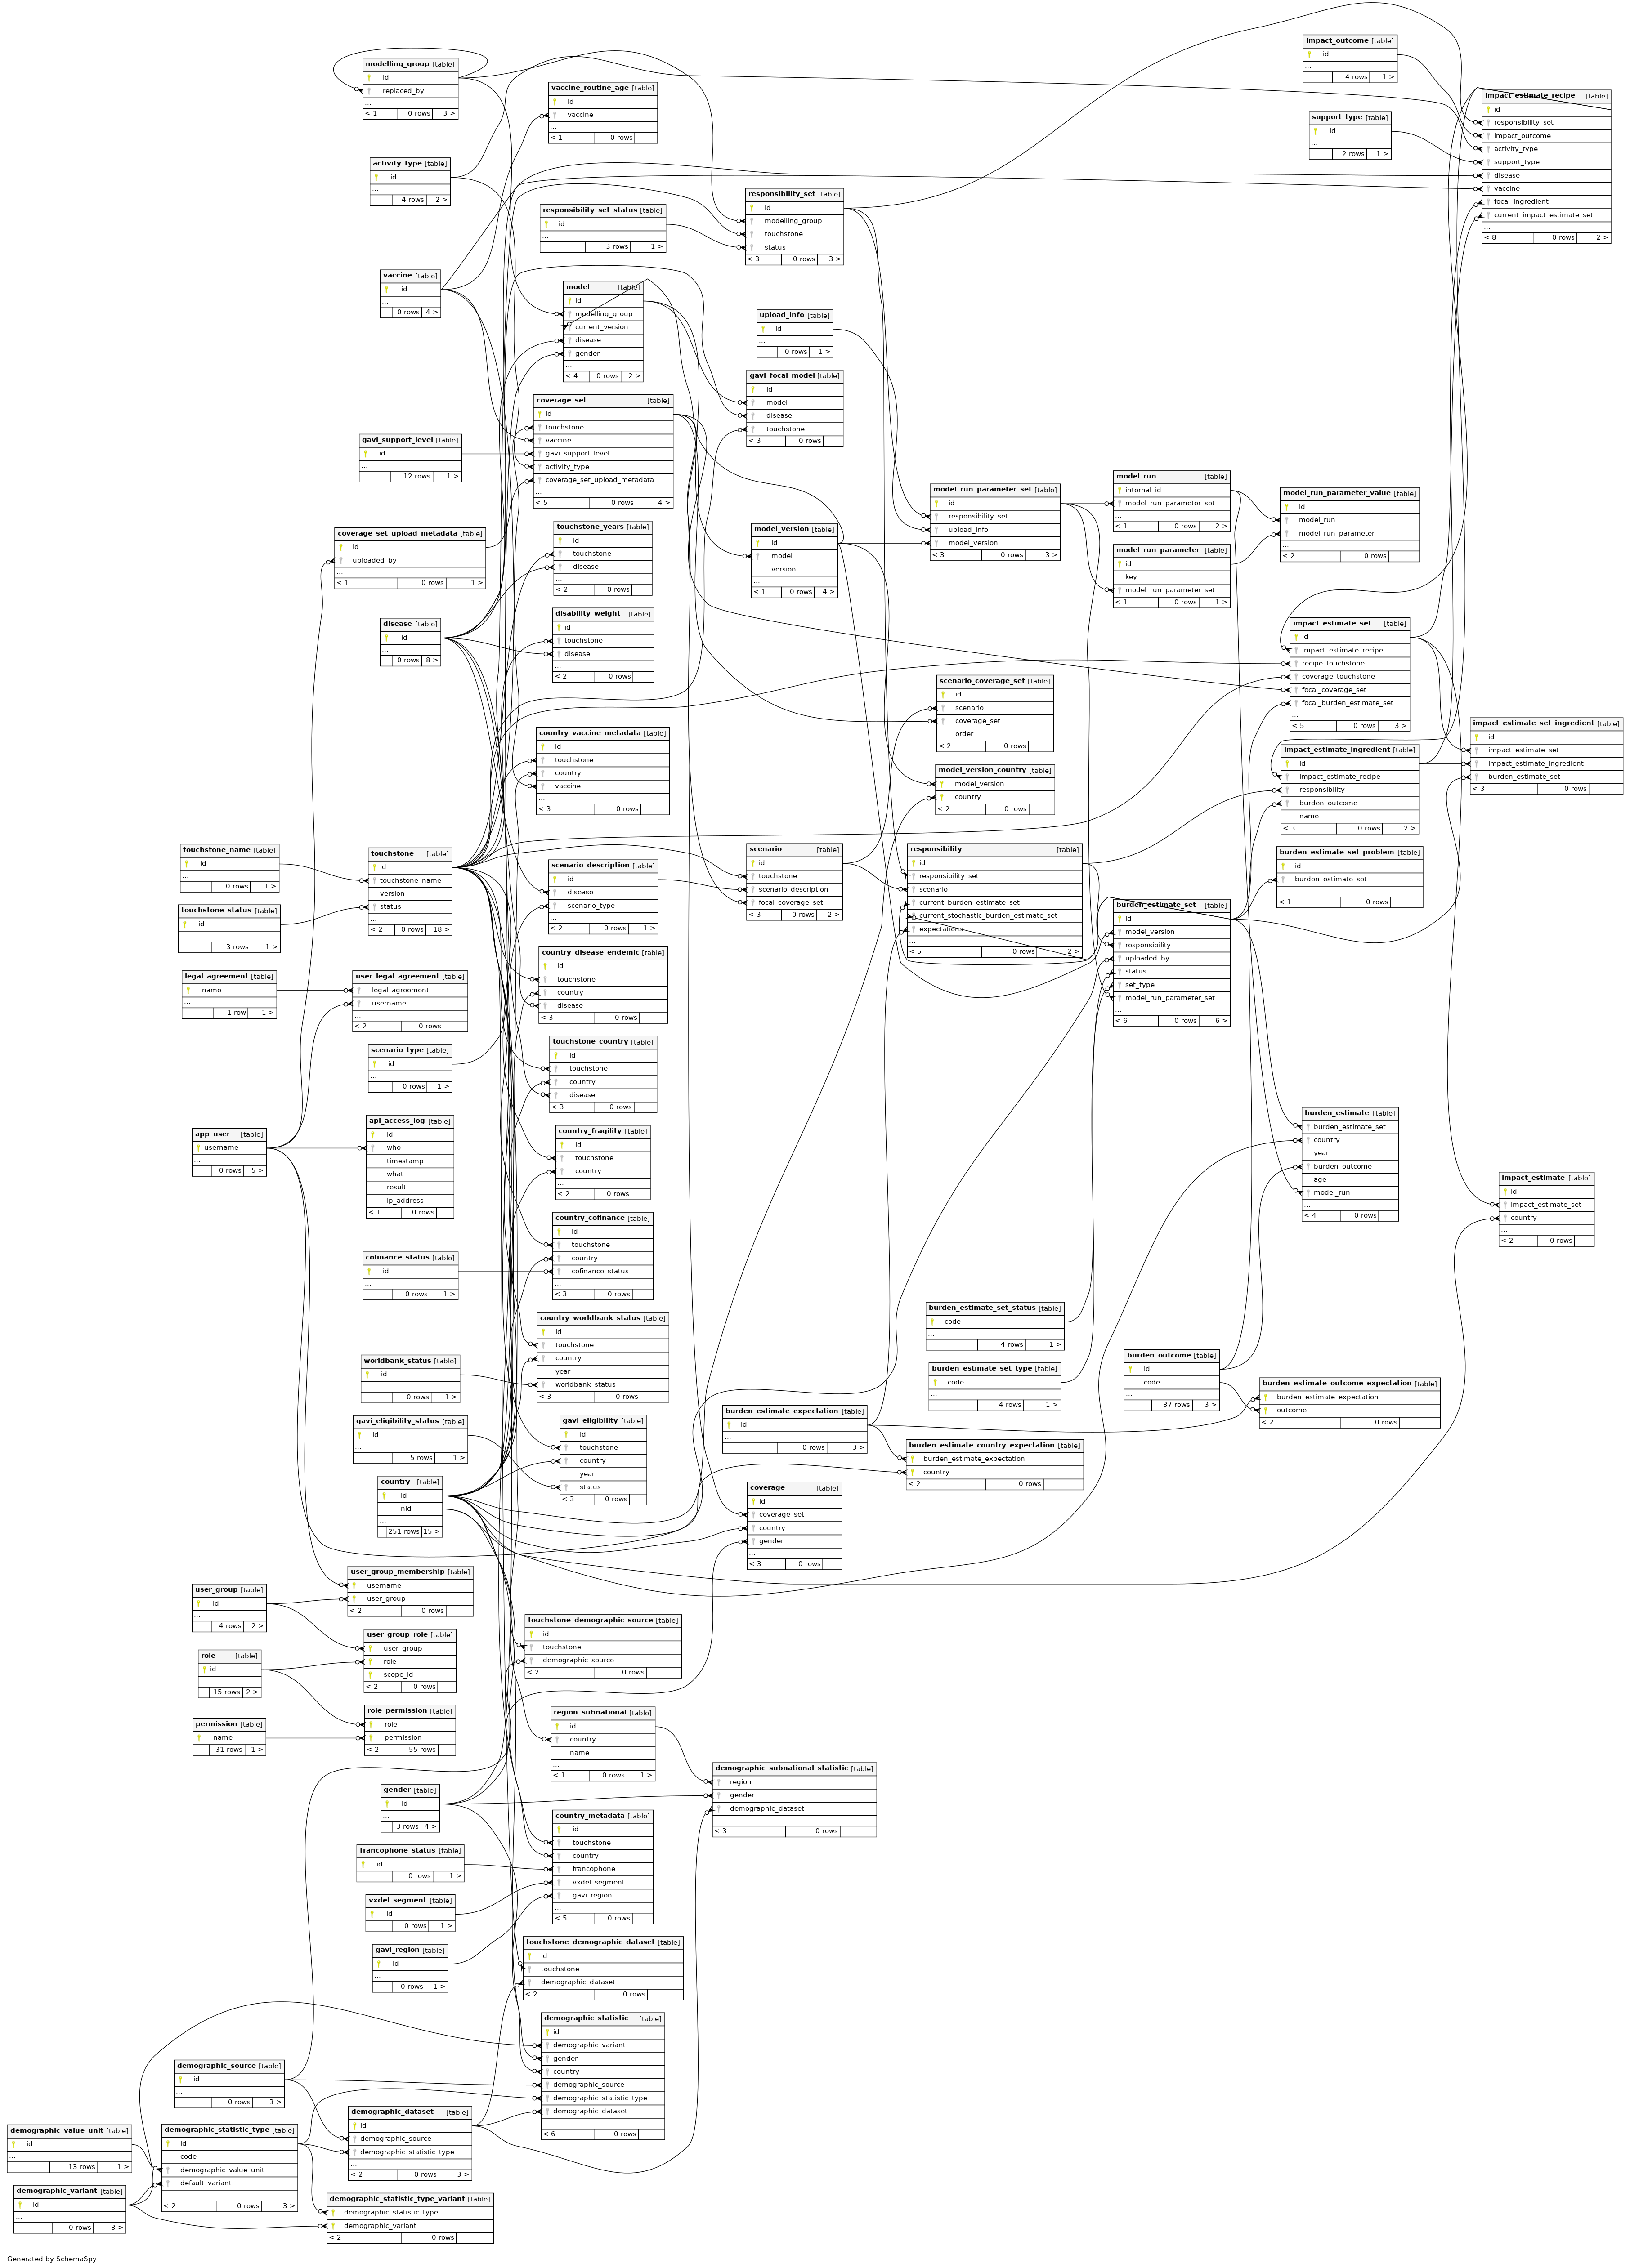 modelling_group [table]
id
replaced_by
...
< 1 0 rows 3 >
activity_type [table]
id
...
4 rows 2 >
vaccine [table]
id
...
0 rows 4 >
gavi_support_level [table]
id
...
12 rows 1 >
coverage_set_upload_metadata [table]
id
uploaded_by
...
< 1 0 rows 1 >
disease [table]
id
...
0 rows 8 >
touchstone_name [table]
id
...
0 rows 1 >
touchstone_status [table]
id
...
3 rows 1 >
touchstone [table]
id
touchstone_name
version
status
...
< 2 0 rows 18 >
legal_agreement [table]
name
...
1 row 1 >
user_legal_agreement [table]
legal_agreement
username
...
< 2 0 rows
scenario_type [table]
id
...
0 rows 1 >
app_user [table]
username
...
0 rows 5 >
api_access_log [table]
id
who
timestamp
what
result
ip_address
< 1 0 rows
cofinance_status [table]
id
...
0 rows 1 >
worldbank_status [table]
id
...
0 rows 1 >
gavi_eligibility_status [table]
id
...
5 rows 1 >
country [table]
id
nid
...
251 rows 15 >
user_group [table]
id
...
4 rows 2 >
user_group_membership [table]
username
user_group
< 2 0 rows
role [table]
id
...
15 rows 2 >
user_group_role [table]
user_group
role
scope_id
< 2 0 rows
permission [table]
name
31 rows 1 >
role_permission [table]
role
permission
< 2 55 rows
gender [table]
id
...
3 rows 4 >
francophone_status [table]
id
0 rows 1 >
vxdel_segment [table]
id
0 rows 1 >
gavi_region [table]
id
...
0 rows 1 >
demographic_source [table]
id
...
0 rows 3 >
demographic_value_unit [table]
id
...
13 rows 1 >
demographic_variant [table]
id
...
0 rows 3 >
demographic_statistic_type [table]
id
code
demographic_value_unit
default_variant
...
< 2 0 rows 3 >
demographic_dataset [table]
id
demographic_source
demographic_statistic_type
...
< 2 0 rows 3 >
demographic_statistic_type_variant [table]
demographic_statistic_type
demographic_variant
< 2 0 rows
vaccine_routine_age [table]
id
vaccine
...
< 1 0 rows
responsibility_set_status [table]
id
...
3 rows 1 >
model [table]
id
modelling_group
current_version
disease
gender
...
< 4 0 rows 2 >
coverage_set [table]
id
touchstone
vaccine
gavi_support_level
activity_type
coverage_set_upload_metadata
...
< 5 0 rows 4 >
touchstone_years [table]
id
touchstone
disease
...
< 2 0 rows
disability_weight [table]
id
touchstone
disease
...
< 2 0 rows
country_vaccine_metadata [table]
id
touchstone
country
vaccine
...
< 3 0 rows
scenario_description [table]
id
disease
scenario_type
...
< 2 0 rows 1 >
country_disease_endemic [table]
id
touchstone
country
disease
< 3 0 rows
touchstone_country [table]
id
touchstone
country
disease
< 3 0 rows
country_fragility [table]
id
touchstone
country
...
< 2 0 rows
country_cofinance [table]
id
touchstone
country
cofinance_status
...
< 3 0 rows
country_worldbank_status [table]
id
touchstone
country
year
worldbank_status
< 3 0 rows
gavi_eligibility [table]
id
touchstone
country
year
status
< 3 0 rows
touchstone_demographic_source [table]
id
touchstone
demographic_source
< 2 0 rows
region_subnational [table]
id
country
name
...
< 1 0 rows 1 >
country_metadata [table]
id
touchstone
country
francophone
vxdel_segment
gavi_region
...
< 5 0 rows
touchstone_demographic_dataset [table]
id
touchstone
demographic_dataset
< 2 0 rows
demographic_statistic [table]
id
demographic_variant
gender
country
demographic_source
demographic_statistic_type
demographic_dataset
...
< 6 0 rows
responsibility_set [table]
id
modelling_group
touchstone
status
< 3 0 rows 3 >
upload_info [table]
id
...
0 rows 1 >
gavi_focal_model [table]
id
model
disease
touchstone
< 3 0 rows
model_version [table]
id
model
version
...
< 1 0 rows 4 >
scenario [table]
id
touchstone
scenario_description
focal_coverage_set
< 3 0 rows 2 >
burden_estimate_expectation [table]
id
...
0 rows 3 >
coverage [table]
id
coverage_set
country
gender
...
< 3 0 rows
demographic_subnational_statistic [table]
region
gender
demographic_dataset
...
< 3 0 rows
model_run_parameter_set [table]
id
responsibility_set
upload_info
model_version
< 3 0 rows 3 >
scenario_coverage_set [table]
id
scenario
coverage_set
order
< 2 0 rows
model_version_country [table]
model_version
country
< 2 0 rows
responsibility [table]
id
responsibility_set
scenario
current_burden_estimate_set
current_stochastic_burden_estimate_set
expectations
...
< 5 0 rows 2 >
burden_estimate_set_status [table]
code
...
4 rows 1 >
burden_estimate_set_type [table]
code
...
4 rows 1 >
burden_estimate_country_expectation [table]
burden_estimate_expectation
country
< 2 0 rows
model_run [table]
internal_id
model_run_parameter_set
...
< 1 0 rows 2 >
model_run_parameter [table]
id
key
model_run_parameter_set
< 1 0 rows 1 >
burden_estimate_set [table]
id
model_version
responsibility
uploaded_by
status
set_type
model_run_parameter_set
...
< 6 0 rows 6 >
burden_outcome [table]
id
code
...
37 rows 3 >
impact_outcome [table]
id
...
4 rows 1 >
support_type [table]
id
...
2 rows 1 >
model_run_parameter_value [table]
id
model_run
model_run_parameter
...
< 2 0 rows
impact_estimate_set [table]
id
impact_estimate_recipe
recipe_touchstone
coverage_touchstone
focal_coverage_set
focal_burden_estimate_set
...
< 5 0 rows 3 >
impact_estimate_ingredient [table]
id
impact_estimate_recipe
responsibility
burden_outcome
name
< 3 0 rows 2 >
burden_estimate_set_problem [table]
id
burden_estimate_set
...
< 1 0 rows
burden_estimate [table]
burden_estimate_set
country
year
burden_outcome
age
model_run
...
< 4 0 rows
burden_estimate_outcome_expectation [table]
burden_estimate_expectation
outcome
< 2 0 rows
impact_estimate_recipe [table]
id
responsibility_set
impact_outcome
activity_type
support_type
disease
vaccine
focal_ingredient
current_impact_estimate_set
...
< 8 0 rows 2 >
impact_estimate_set_ingredient [table]
id
impact_estimate_set
impact_estimate_ingredient
burden_estimate_set
< 3 0 rows
impact_estimate [table]
id
impact_estimate_set
country
...
< 2 0 rows
Generated by SchemaSpy